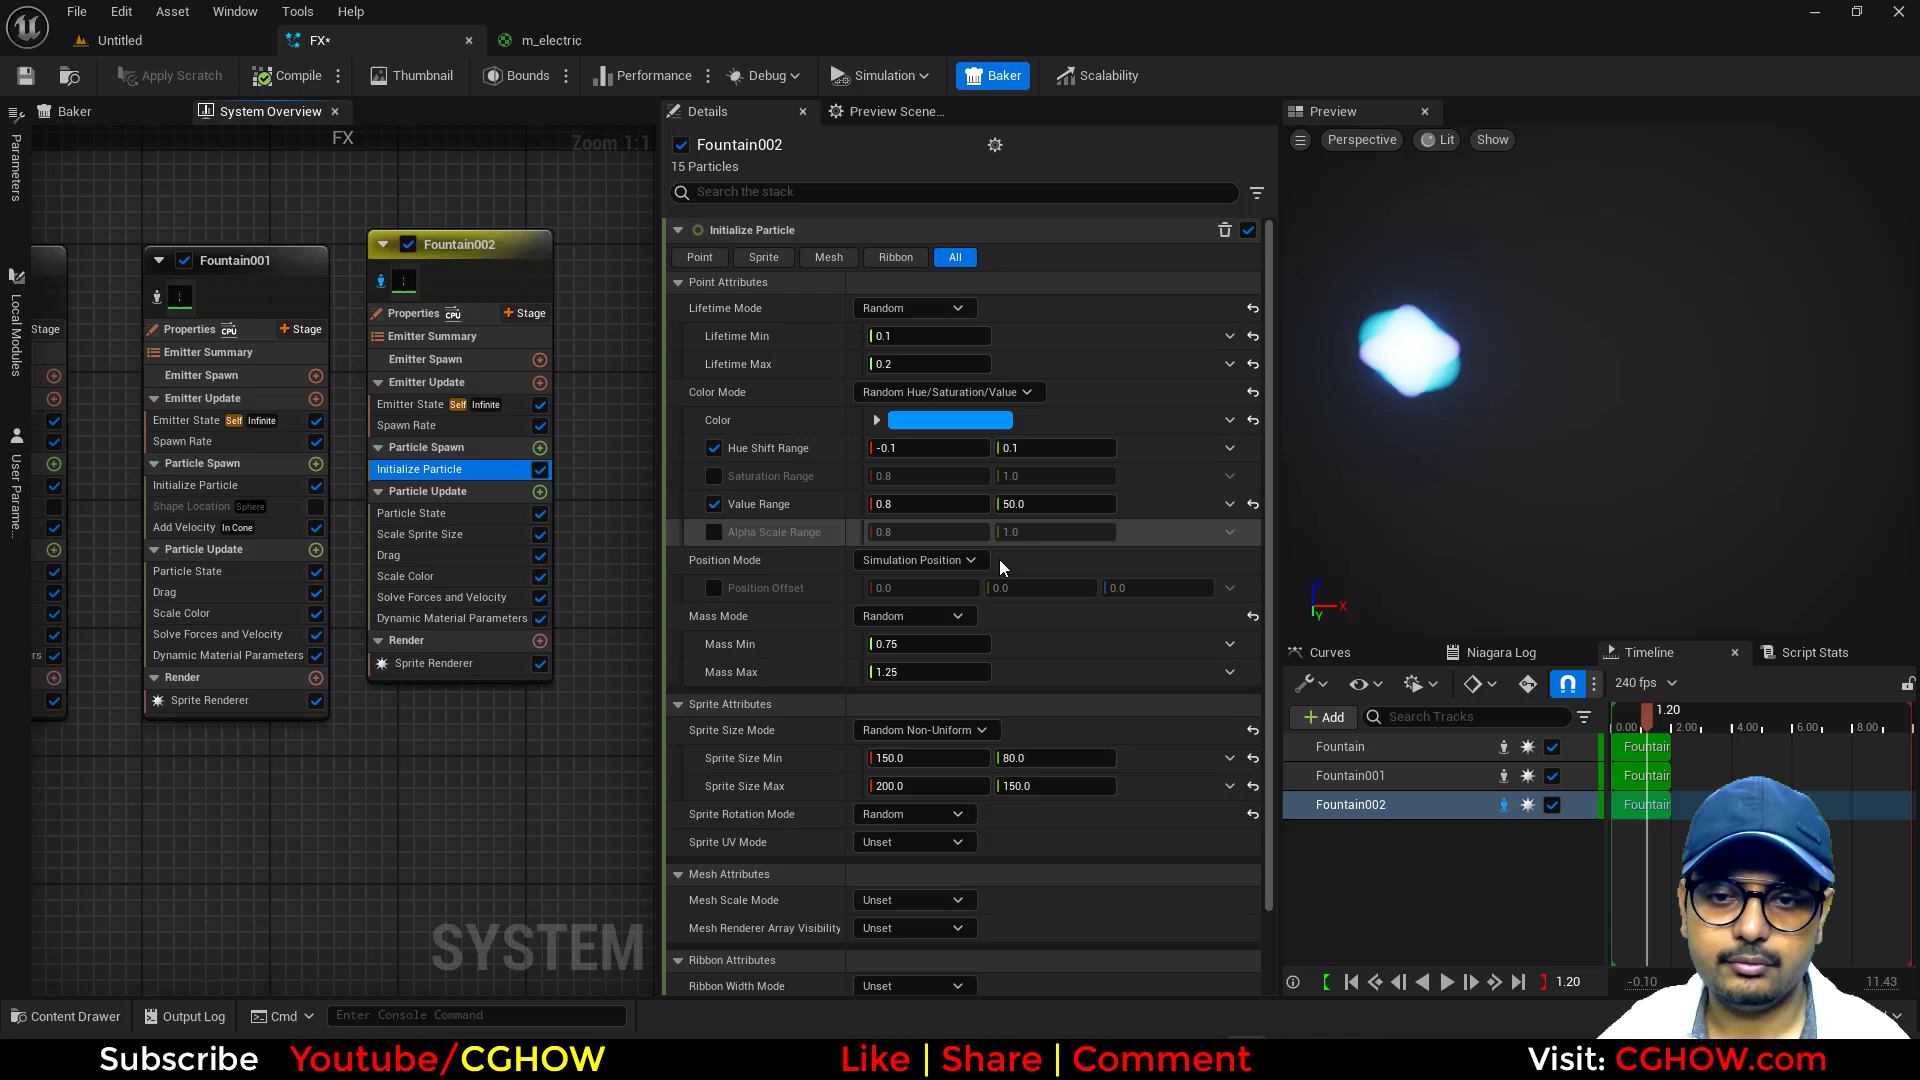 File Edit Asset Window Tools Help
Untitled FX* m_electric
Apply Scratch Compile Thumbnail Bounds Performance Debug Simulation Baker Scalability
Parameters
Local Modules
User Parame...
Baker System Overview
FX
Zoom 1:1
Stage
Fountain001
Properties CPU Stage
Emitter Summary
Emitter Spawn
Emitter Update
Emitter State Self Infinite
Spawn Rate
Particle Spawn
Initialize Particle
Shape Location Sphere
Add Velocity In Cone
Particle Update
Particle State
Drag
Scale Color
Solve Forces and Velocity
Dynamic Material Parameters
Render
Sprite Renderer
Fountain002
Properties CPU Stage
Emitter Summary
Emitter Spawn
Emitter Update
Emitter State Self Infinite
Spawn Rate
Particle Spawn
Initialize Particle
Particle Update
Particle State
Scale Sprite Size
Drag
Scale Color
Solve Forces and Velocity
Dynamic Material Parameters
Render
Sprite Renderer
SYSTEM
Details Preview Scene...
Fountain002
15 Particles
Search the stack
Initialize Particle
Point Sprite Mesh Ribbon All
Point Attributes
Lifetime Mode Random
Lifetime Min 0.1
Lifetime Max 0.2
Color Mode Random Hue/Saturation/Value
Color
Hue Shift Range -0.1 0.1
Saturation Range 0.8 1.0
Value Range 0.8 50.0
Alpha Scale Range 0.8 1.0
Position Mode Simulation Position
Position Offset 0.0 0.0 0.0
Mass Mode Random
Mass Min 0.75
Mass Max 1.25
Sprite Attributes
Sprite Size Mode Random Non-Uniform
Sprite Size Min 150.0 80.0
Sprite Size Max 200.0 150.0
Sprite Rotation Mode Random
Sprite UV Mode Unset
Mesh Attributes
Mesh Scale Mode Unset
Mesh Renderer Array Visibility Unset
Ribbon Attributes
Ribbon Width Mode Unset
Preview
Perspective Lit Show
Z X Y
Curves Niagara Log Timeline Script Stats
240 fps
Add Search Tracks
1.20
0.00 2.00 4.00 6.00 8.00
Fountain Fountain
Fountain001 Fountain
Fountain002 Fountain
1.20 -0.10 11.43
Content Drawer Output Log Cmd Enter Console Command
Subscribe Youtube/CGHOW Like | Share | Comment Visit: CGHOW.com